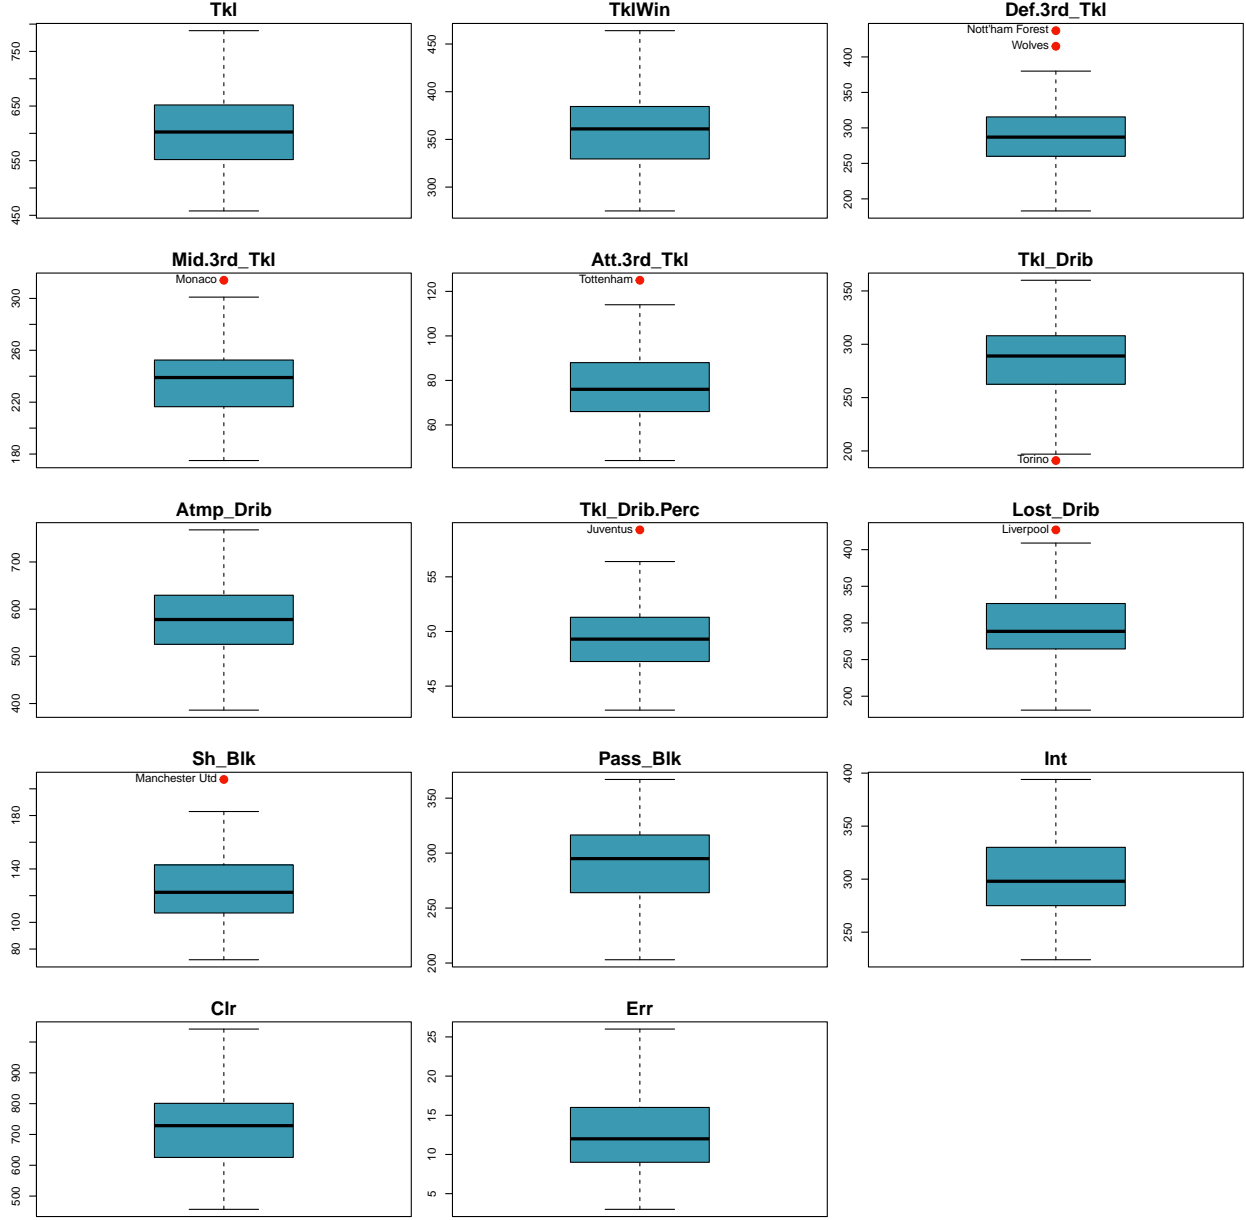 Tkl
TklWin
Def.3rd_Tkl
750
650
550
450
450
400
350
300
Nott'ham Forest
Wolves
400
350
300
250
200
Mid.3rd_Tkl
Att.3rd_Tkl
Tkl_Drib
Monaco
300
260
220
180
Tottenham
120
100
80
60
350
300
250
200
Torino
Atmp_Drib
Tkl_Drib.Perc
Lost_Drib
700
600
500
400
Juventus
55
50
45
Liverpool
400
350
300
250
200
Sh_Blk
Pass_Blk
Int
Manchester Utd
180
140
100
80
350
300
250
200
400
350
300
250
Clr
Err
900
800
700
600
500
25
20
15
10
5